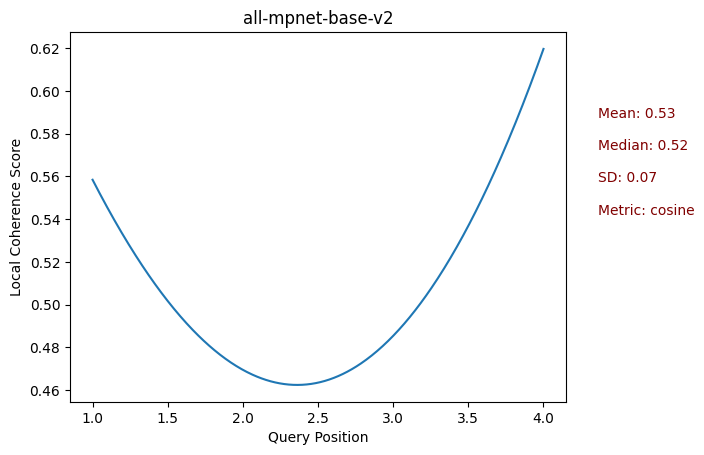 all-mpnet-base-v2
0.62
0.60
0.58
0.56
0.54
0.52
0.50
0.48
0.46
Local Coherence Score
1.0
1.5
2.0
2.5
3.0
3.5
4.0
Query Position
Mean: 0.53
Median: 0.52
SD: 0.07
Metric: cosine